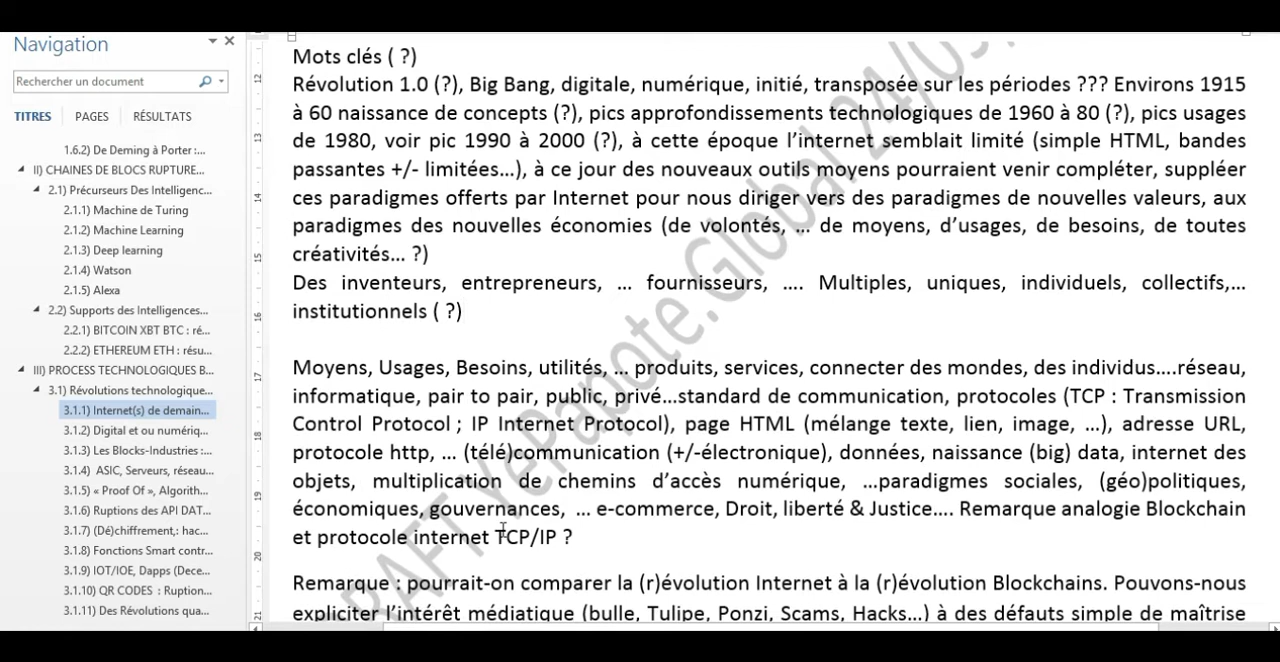 Navigation
Rechercher un document
TITRES PAGES RÉSULTATS
1.6.2) De Deming à Porter :...
II) CHAINES DE BLOCS RUPTURE...
2.1) Précurseurs Des Intelligenc...
2.1.1) Machine de Turing
2.1.2) Machine Learning
2.1.3) Deep learning
2.1.4) Watson
2.1.5) Alexa
2.2) Supports des Intelligences...
2.2.1) BITCOIN XBT BTC : ré...
2.2.2) ETHEREUM ETH : résu...
III) PROCESS TECHNOLOGIQUES B...
3.1) Révolutions technologique...
3.1.1) Internet(s) de demain...
3.1.2) Digital et ou numériq...
3.1.3) Les Blocks-Industries :...
3.1.4) ASIC, Serveurs, réseau...
3.1.5) « Proof Of », Algorith...
3.1.6) Ruptions des API DAT...
3.1.7) (Dé)chiffrement,: hac...
3.1.8) Fonctions Smart contr...
3.1.9) IOT/IOE, Dapps (Dece...
3.1.10) QR CODES : Ruption...
3.1.11) Des Révolutions qua...
12
13
14
15
16
17
18
19
20
21
Mots clés ( ?)
Révolution 1.0 (?), Big Bang, digitale, numérique, initié, transposée sur les périodes ??? Environs 1915
à 60 naissance de concepts (?), pics approfondissements technologiques de 1960 à 80 (?), pics usages
de 1980, voir pic 1990 à 2000 (?), à cette époque l'internet semblait limité (simple HTML, bandes
passantes +/- limitées...), à ce jour des nouveaux outils moyens pourraient venir compléter, suppléer
ces paradigmes offerts par Internet pour nous diriger vers des paradigmes de nouvelles valeurs, aux
paradigmes des nouvelles économies (de volontés, ... de moyens, d'usages, de besoins, de toutes
créativités... ?)
Des inventeurs, entrepreneurs, ... fournisseurs, .... Multiples, uniques, individuels, collectifs,...
institutionnels ( ?)
Moyens, Usages, Besoins, utilités, ... produits, services, connecter des mondes, des individus....réseau,
informatique, pair to pair, public, privé...standard de communication, protocoles (TCP : Transmission
Control Protocol ; IP Internet Protocol), page HTML (mélange texte, lien, image, ...), adresse URL,
protocole http, ... (télé)communication (+/-électronique), données, naissance (big) data, internet des
objets, multiplication de chemins d'accès numérique, ...paradigmes sociales, (géo)politiques,
économiques, gouvernances, ... e-commerce, Droit, liberté & Justice.... Remarque analogie Blockchain
et protocole internet TCP/IP ?
Remarque : pourrait-on comparer la (r)évolution Internet à la (r)évolution Blockchains. Pouvons-nous
expliciter l'intérêt médiatique (bulle, Tulipe, Ponzi, Scams, Hacks...) à des défauts simple de maîtrise
RAFT YePapote.Global 24/03